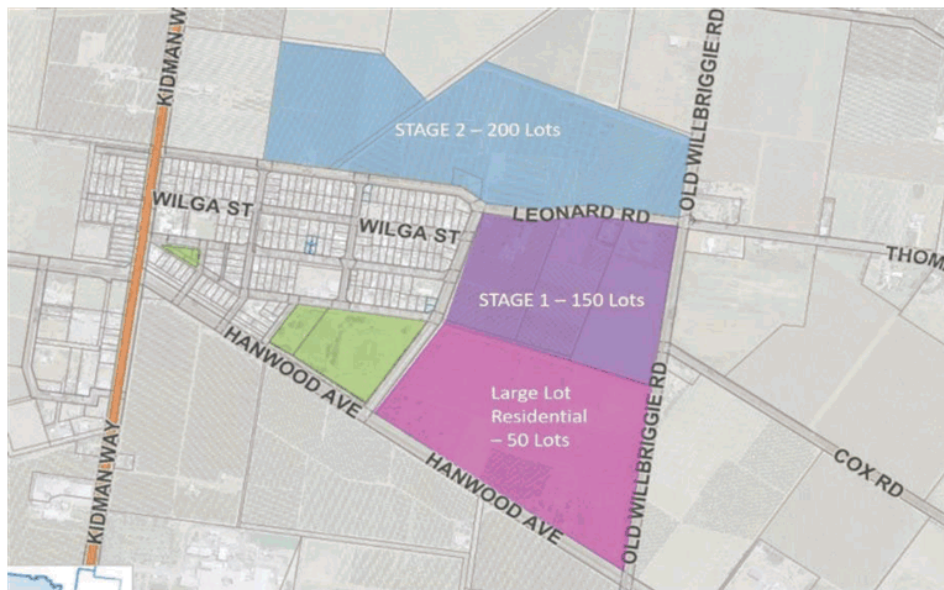 KIDMAN W
OLD WILLBRIGGIE RD
STAGE 2 – 200 Lots
WILGA ST
WILGA ST
LEONARD RD
THOM
STAGE 1 – 150 Lots
HANWOOD AVE
Large Lot
Residential
– 50 Lots
OLD WILLBRIGGIE RD
COX RD
KIDMAN WAY
HANWOOD AVE